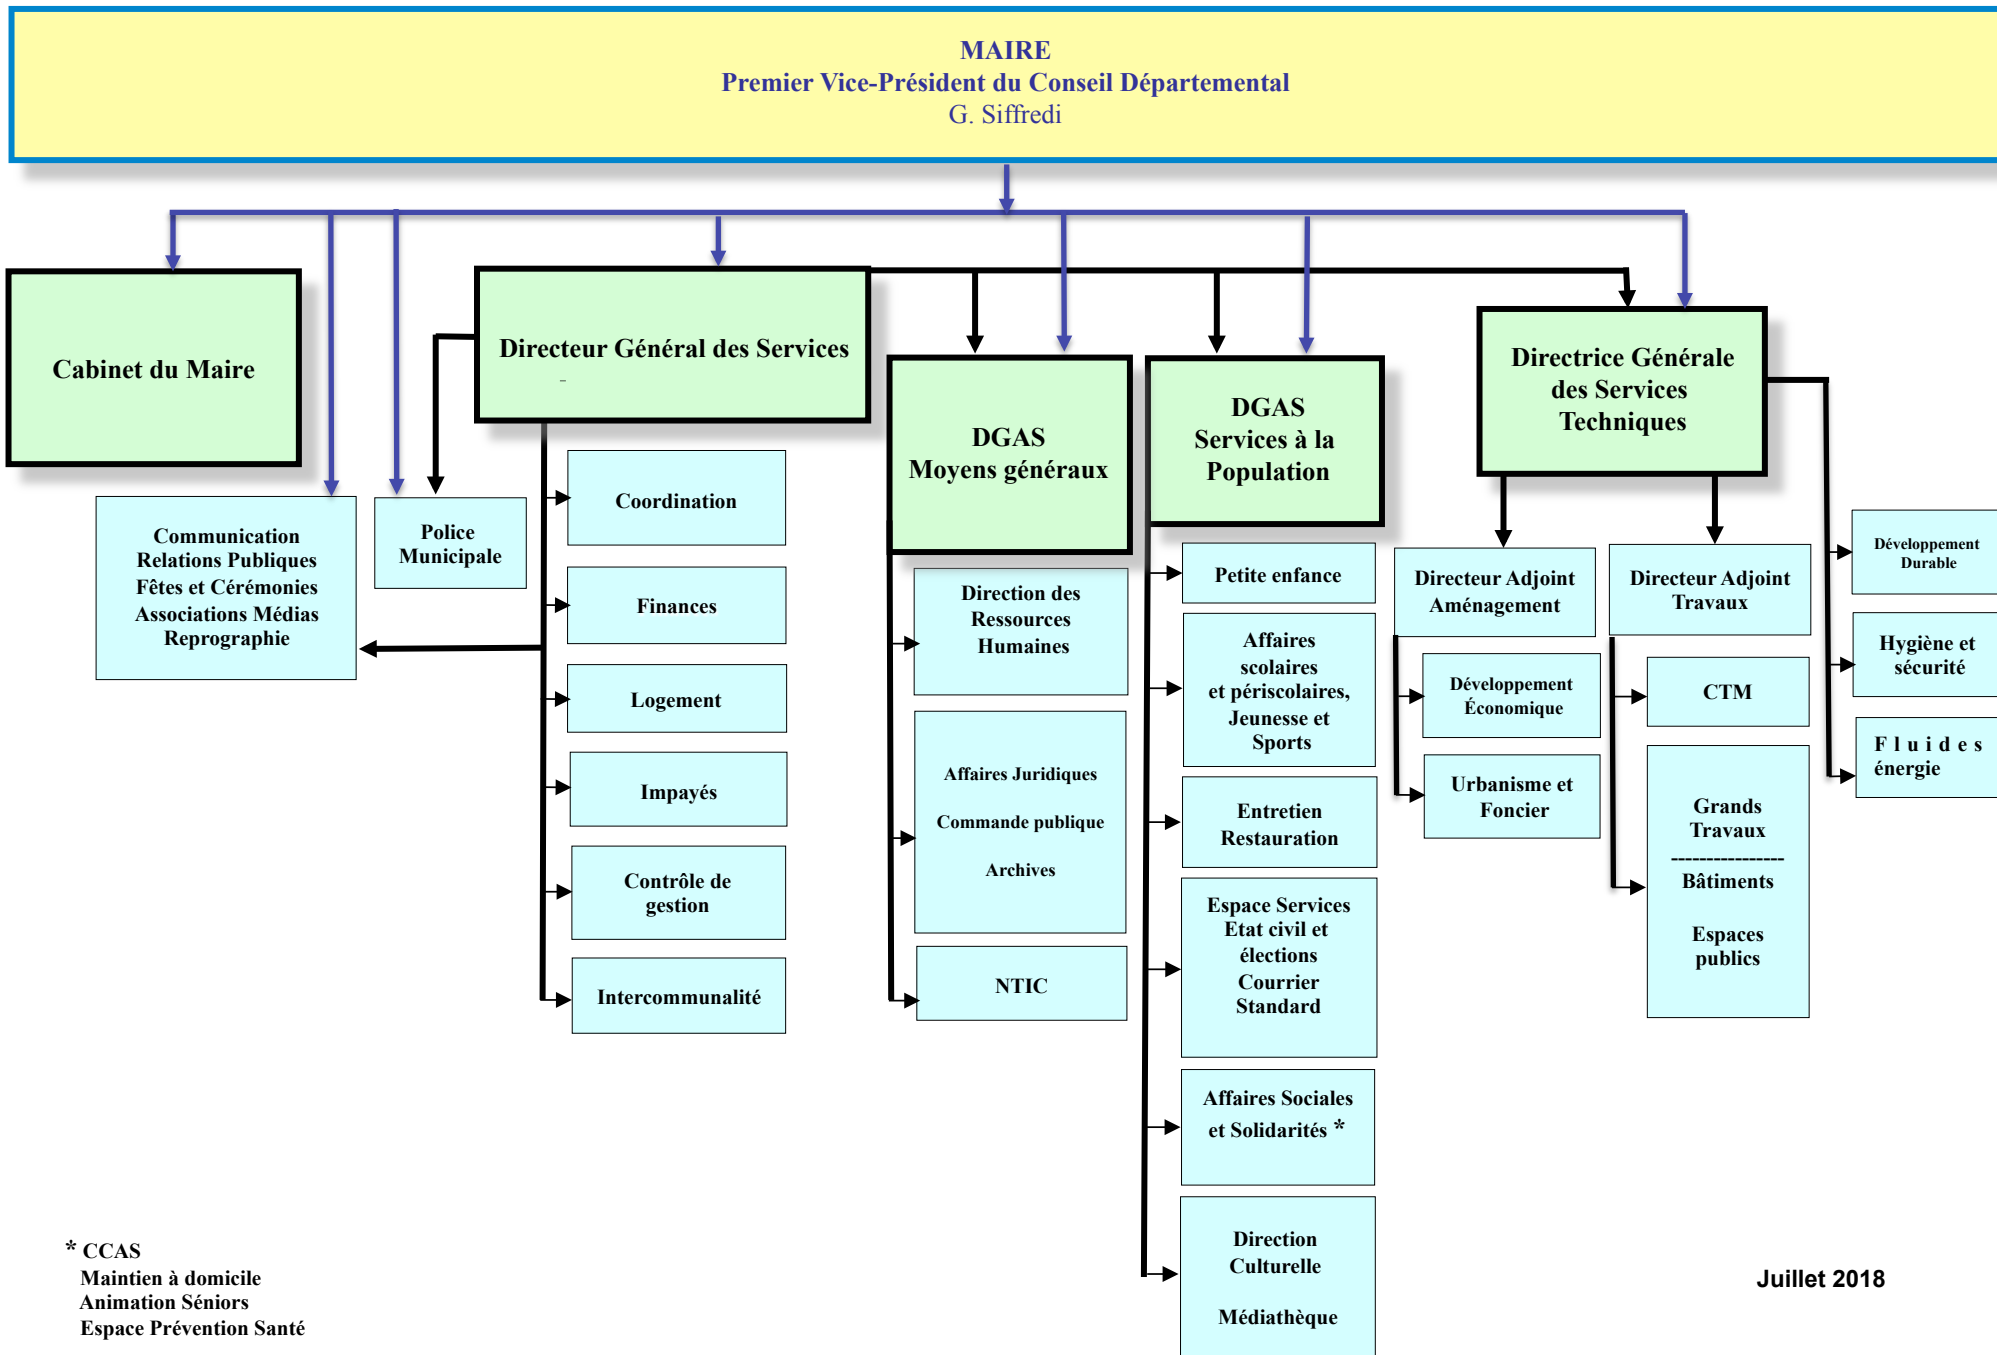 MAIRE
Premier Vice-Président du Conseil Départemental
G. Siffredi
Cabinet du Maire
Directeur Général des Services
-
DGAS
Moyens généraux
DGAS
Services à la
Population
Directrice Générale
des Services
Techniques
Communication
Relations Publiques
Fêtes et Cérémonies
Associations Médias
Reprographie
Police
Municipale
Coordination
Finances
Logement
Impayés
Contrôle de
gestion
Intercommunalité
Direction des
Ressources
Humaines
Affaires Juridiques
Commande publique
Archives
NTIC
Petite enfance
Affaires
scolaires
et périscolaires,
Jeunesse et
Sports
Entretien
Restauration
Espace Services
Etat civil et
élections
Courrier
Standard
Affaires Sociales
et Solidarités *
Direction
Culturelle
Médiathèque
Directeur Adjoint
Aménagement
Développement
Économique
Urbanisme et
Foncier
Directeur Adjoint
Travaux
CTM
Grands
Travaux
----------------
Bâtiments
Espaces
publics
Développement
Durable
Hygiène et
sécurité
F l u i d e s
énergie
* CCAS
Maintien à domicile
Animation Séniors
Espace Prévention Santé
Juillet 2018